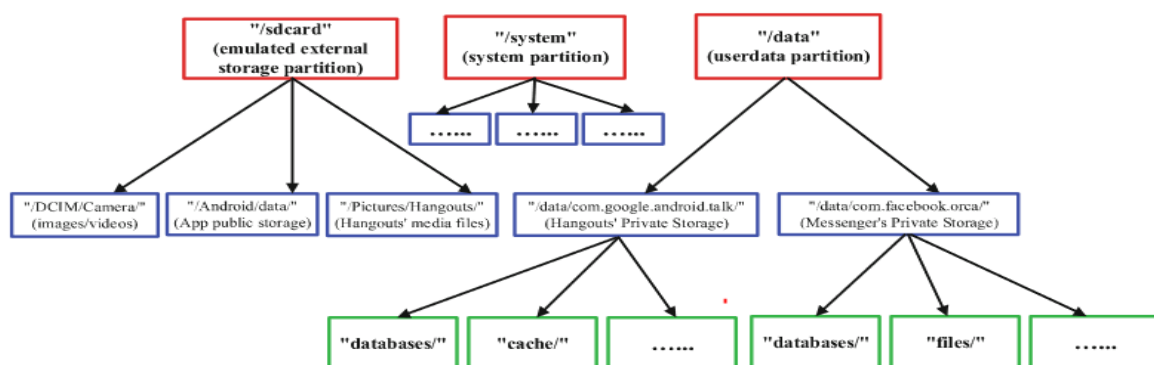 "/sdcard"
(emulated external
storage partition)
"/system"
(system partition)
"/data"
(userdata partition)
…... 
…...
…...
"/DCIM/Camera/"
(images/videos)
"/Android/data/"
(App public storage)
"/Pictures/Hangouts/"
(Hangouts' media files)
"/data/com.google.android.talk/"
(Hangouts' Private Storage)
"/data/com.facebook.orca/"
(Messenger's Private Storage)
"databases/"
"cache/"
…...
"databases/"
"files/"
…...